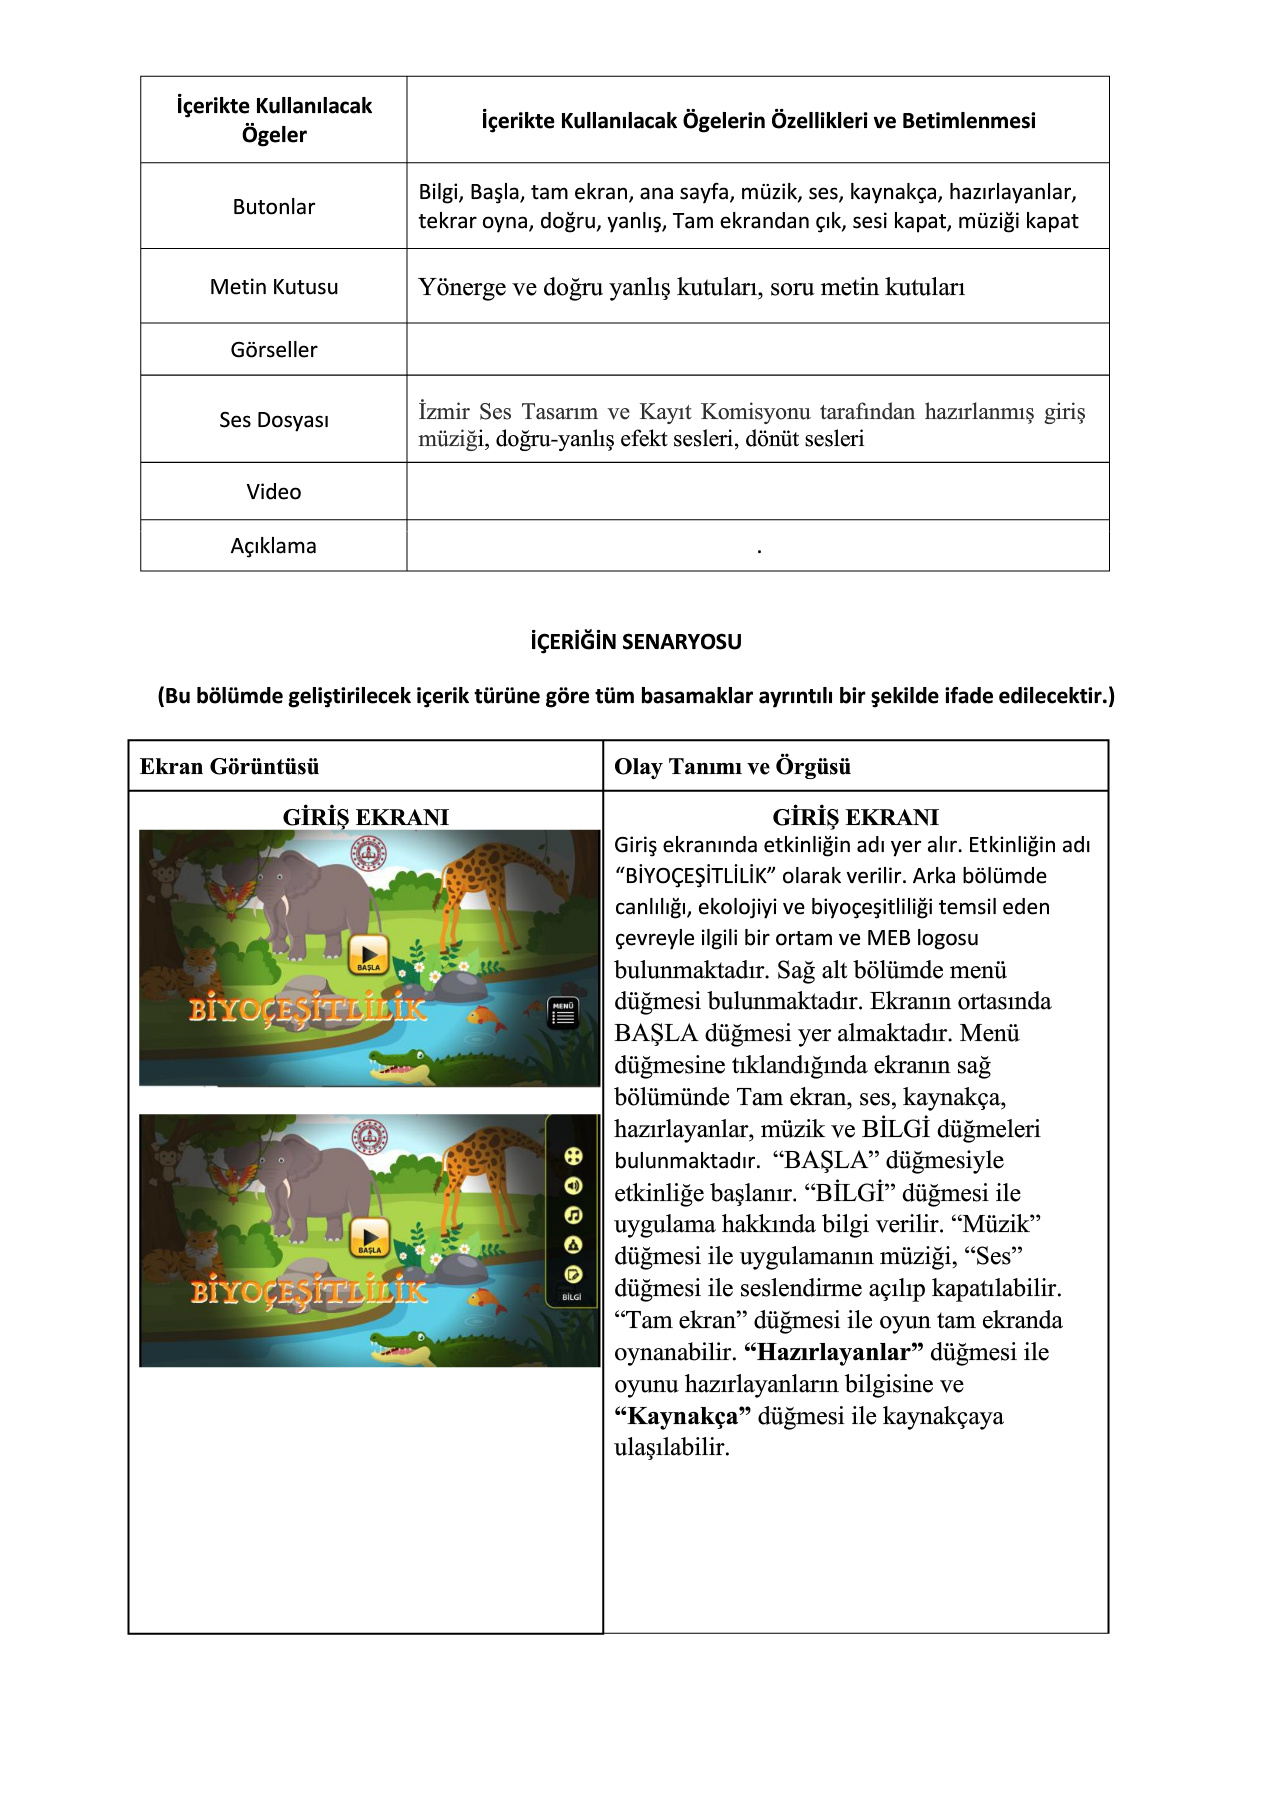 İçerikte Kullanılacak
Ögeler
İçerikte Kullanılacak Ögelerin Özellikleri ve Betimlenmesi
Butonlar
Bilgi, Başla, tam ekran, ana sayfa, müzik, ses, kaynakça, hazırlayanlar,
tekrar oyna, doğru, yanlış, Tam ekrandan çık, sesi kapat, müziği kapat
Metin Kutusu
Yönerge ve doğru yanlış kutuları, soru metin kutuları
Görseller
Ses Dosyası
İzmir Ses Tasarım ve Kayıt Komisyonu tarafından hazırlanmış giriş
müziği, doğru-yanlış efekt sesleri, dönüt sesleri
Video
Açıklama
.
İÇERİĞİN SENARYOSU
(Bu bölümde geliştirilecek içerik türüne göre tüm basamaklar ayrıntılı bir şekilde ifade edilecektir.)
Ekran Görüntüsü
Olay Tanımı ve Örgüsü
GİRİŞ EKRANI
BAŞLA
BİYOÇEŞİTLİLİK
MENÜ
BAŞLA
BİYOÇEŞİTLİLİK
BİLGİ
GİRİŞ EKRANI
Giriş ekranında etkinliğin adı yer alır. Etkinliğin adı
“BİYOÇEŞİTLİLİK” olarak verilir. Arka bölümde
canlılığı, ekolojiyi ve biyoçeşitliliği temsil eden
çevreyle ilgili bir ortam ve MEB logosu
bulunmaktadır. Sağ alt bölümde menü
düğmesi bulunmaktadır. Ekranın ortasında
BAŞLA düğmesi yer almaktadır. Menü
düğmesine tıklandığında ekranın sağ
bölümünde Tam ekran, ses, kaynakça,
hazırlayanlar, müzik ve BİLGİ düğmeleri
bulunmaktadır. “BAŞLA” düğmesiyle
etkinliğe başlanır. “BİLGİ” düğmesi ile
uygulama hakkında bilgi verilir. “Müzik”
düğmesi ile uygulamanın müziği, “Ses”
düğmesi ile seslendirme açılıp kapatılabilir.
“Tam ekran” düğmesi ile oyun tam ekranda
oynanabilir. “Hazırlayanlar” düğmesi ile
oyunu hazırlayanların bilgisine ve
“Kaynakça” düğmesi ile kaynakçaya
ulaşılabilir.